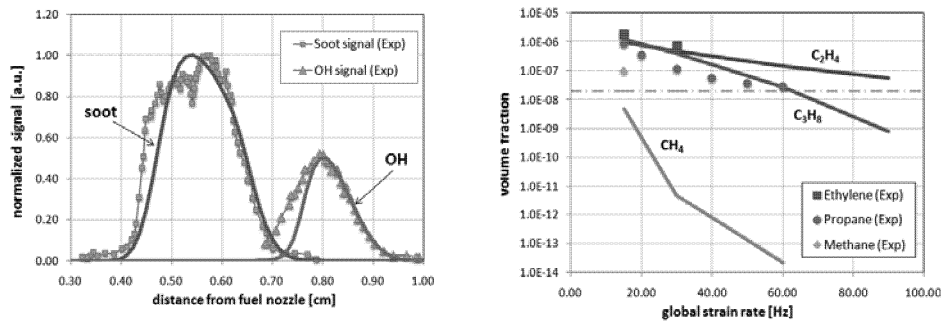 normalized signal [a.u.]
1.00
0.80
0.60
0.40
0.20
0.00
Soot signal (Exp)
OH signal (Exp)
soot
OH
0.30 0.40 0.50 0.60 0.70 0.80 0.90 1.00
distance from fuel nozzle [cm]
volume fraction
1.0E-05
1.0E-06
1.0E-07
1.0E-08
1.0E-09
1.0E-10
1.0E-11
1.0E-12
1.0E-13
1.0E-14
C2H4
C3H8
CH4
Ethylene (Exp)
Propane (Exp)
Methane (Exp)
0.00 20.00 40.00 60.00 80.00 100.00
global strain rate [Hz]